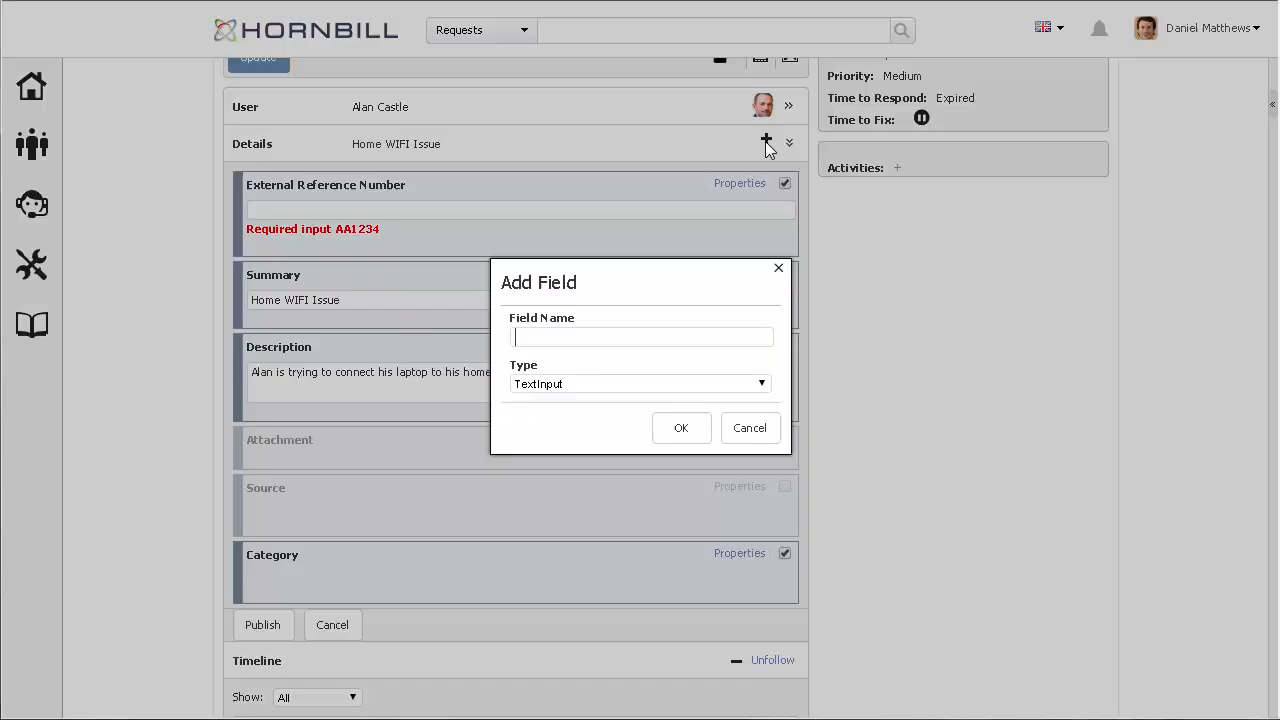 HORNBILL
Requests
Daniel Matthews
Update
User
Alan Castle
Details
Home WIFI Issue
External Reference Number
Properties
Required input AA1234
Summary
Home WIFI Issue
Description
Alan is trying to connect his laptop to his home
Attachment
Source
Properties
Category
Properties
Publish
Cancel
Timeline
Unfollow
Show:
All
Add Field
Field Name
Type
TextInput
OK
Cancel
Priority: Medium
Time to Respond: Expired
Time to Fix:
Activities: +